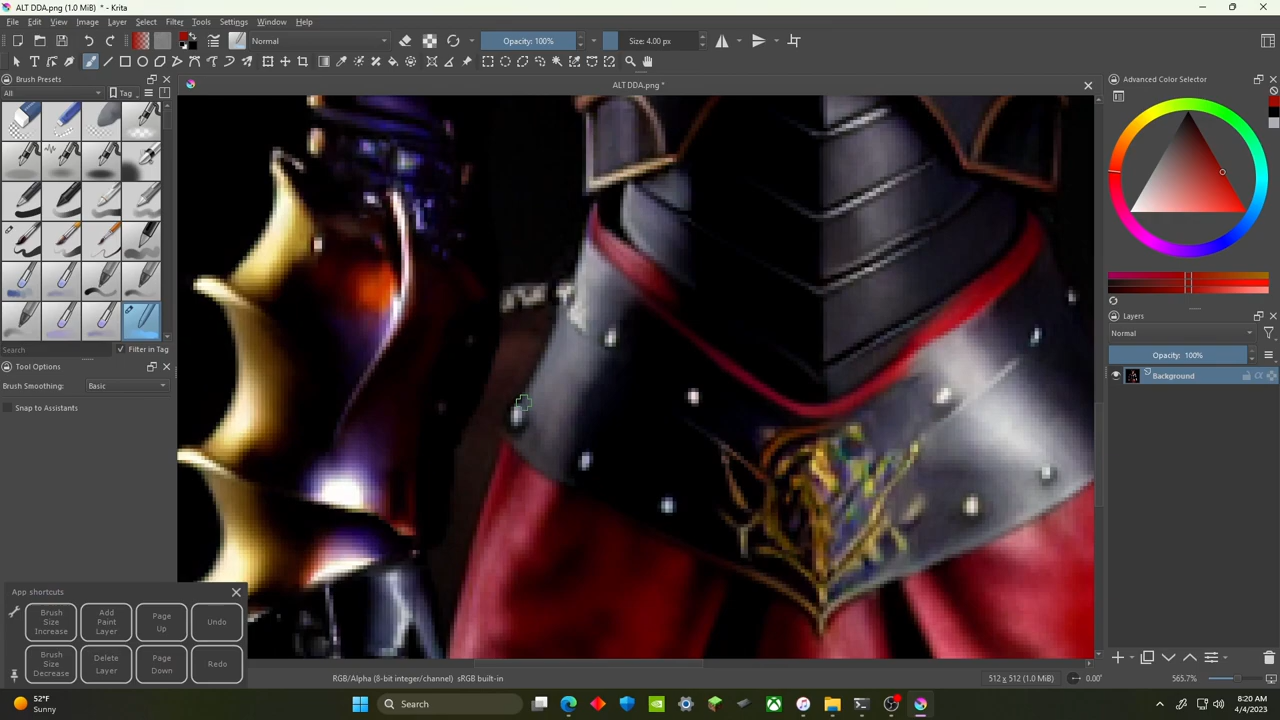 ALT DDA.png (1.0 MiB) * - Krita
File Edit View Image Layer Select Filter Tools Settings Window Help
Normal
Opacity: 100%
Size: 4.00 px
Brush Presets
ALT DDA.png *
Advanced Color Selector
All
Tag
Search
Filter in Tag
Tool Options
Brush Smoothing: Basic
Snap to Assistants
Layers
Normal
Opacity: 100%
Background
App shortcuts
Brush Size Increase
Add Paint Layer
Page Up
Undo
Brush Size Decrease
Delete Layer
Page Down
Redo
RGB/Alpha (8-bit integer/channel) sRGB built-in
512 x 512 (1.0 MiB)
0.00°
565.7%
52°F
Sunny
Search
8:20 AM
4/4/2023